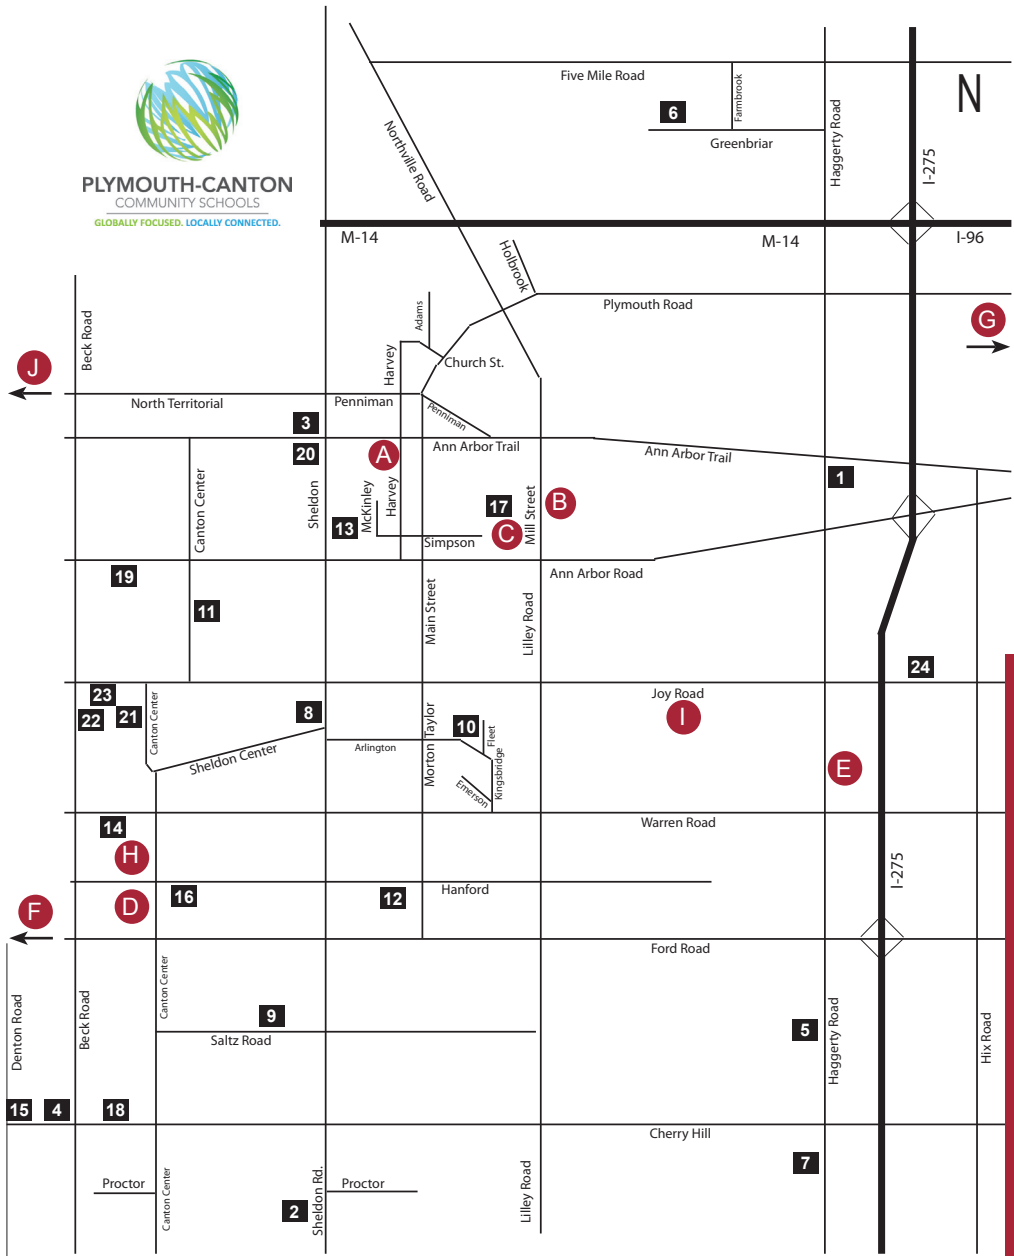 Five Mile Road
Farmbrook
N
6
Greenbriar
Haggerty Road
I-275
Northville Road
PLYMOUTH-CANTON
COMMUNITY SCHOOLS
GLOBALLY FOCUSED. LOCALLY CONNECTED.
M-14
M-14
I-96
Holbrook
Plymouth Road
Adams
G
Beck Road
Harvey
Church St.
J
North Territorial
Penniman
Penniman
3
Ann Arbor Trail
Ann Arbor Trail
20
A
1
Canton Center
Sheldon
McKinley
Harvey
17
Mill Street
B
13
C
Simpson
19
Ann Arbor Road
11
Main Street
Lilley Road
24
23
22
21
Canton Center
8
Joy Road
I
Sheldon Center
Arlington
Morton Taylor
10
Fleet
Kingsbridge
Emerson
E
14
Warren Road
H
I-275
16
12
Hanford
F
D
Ford Road
Denton Road
Beck Road
Canton Center
9
Saltz Road
5
Haggerty Road
Hix Road
15
4
18
Cherry Hill
7
Proctor
Canton Center
2
Sheldon Rd.
Proctor
Lilley Road